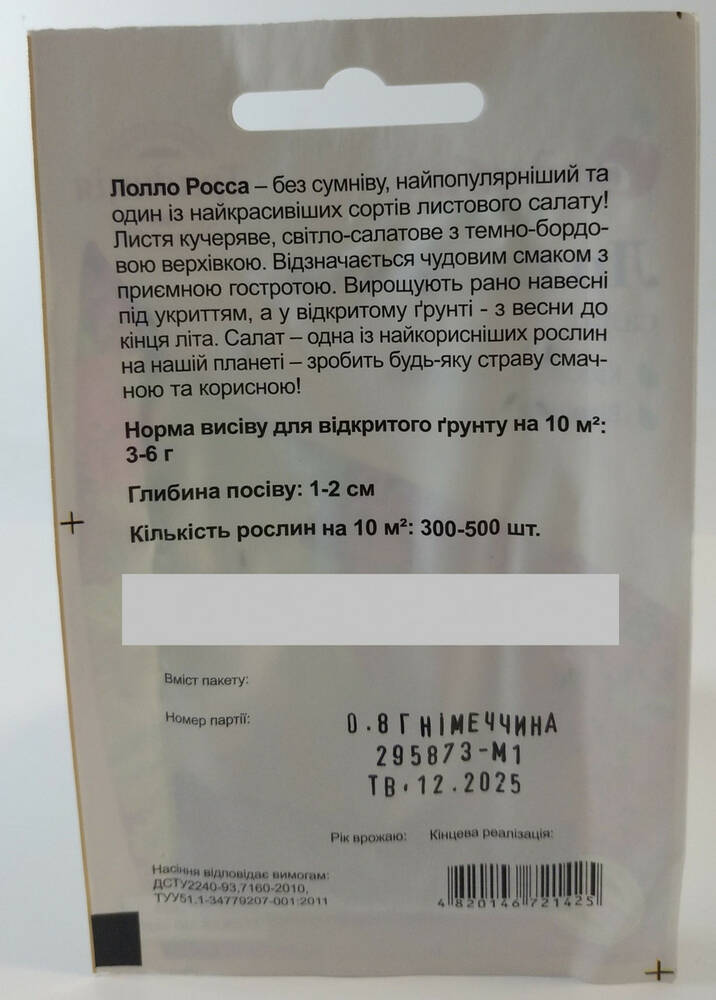 Лолло Росса – без сумніву, найпопулярніший та
один із найкрасивіших сортів листового салату!
Листя кучеряве, світло-салатове з темно-бордо-
вою верхівкою. Відзначається чудовим смаком з
приємною гостротою. Вирощують рано навесні
під укриттям, а у відкритому ґрунті - з весни до
кінця літа. Салат – одна із найкорисніших рослин
на нашій планеті – зробить будь-яку страву смач-
ною та корисною!
Норма висіву для відкритого ґрунту на 10 м²:
3-6 г
Глибина посіву: 1-2 см
Кількість рослин на 10 м²: 300-500 шт.
Вміст пакету:
Номер партії:
0.8Г НІМЕЧЧИНА
295873-М1
ТВ.12.2025
Рік врожаю: Кінцева реалізація:
Насіння відповідає вимогам:
ДСТУ2240-93,7160-2010,
ТУУ51.1-34779207-001:2011
4 820146 721425